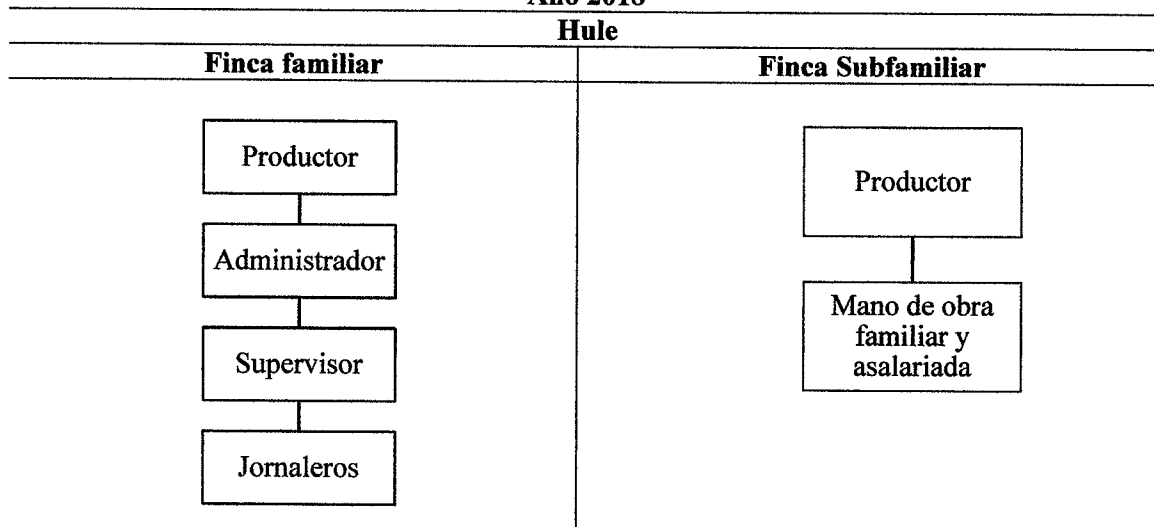 Hule
Finca familiar
Finca Subfamiliar
Productor
Administrador
Supervisor
Jornaleros
Productor
Mano de obra
familiar y
asalariada